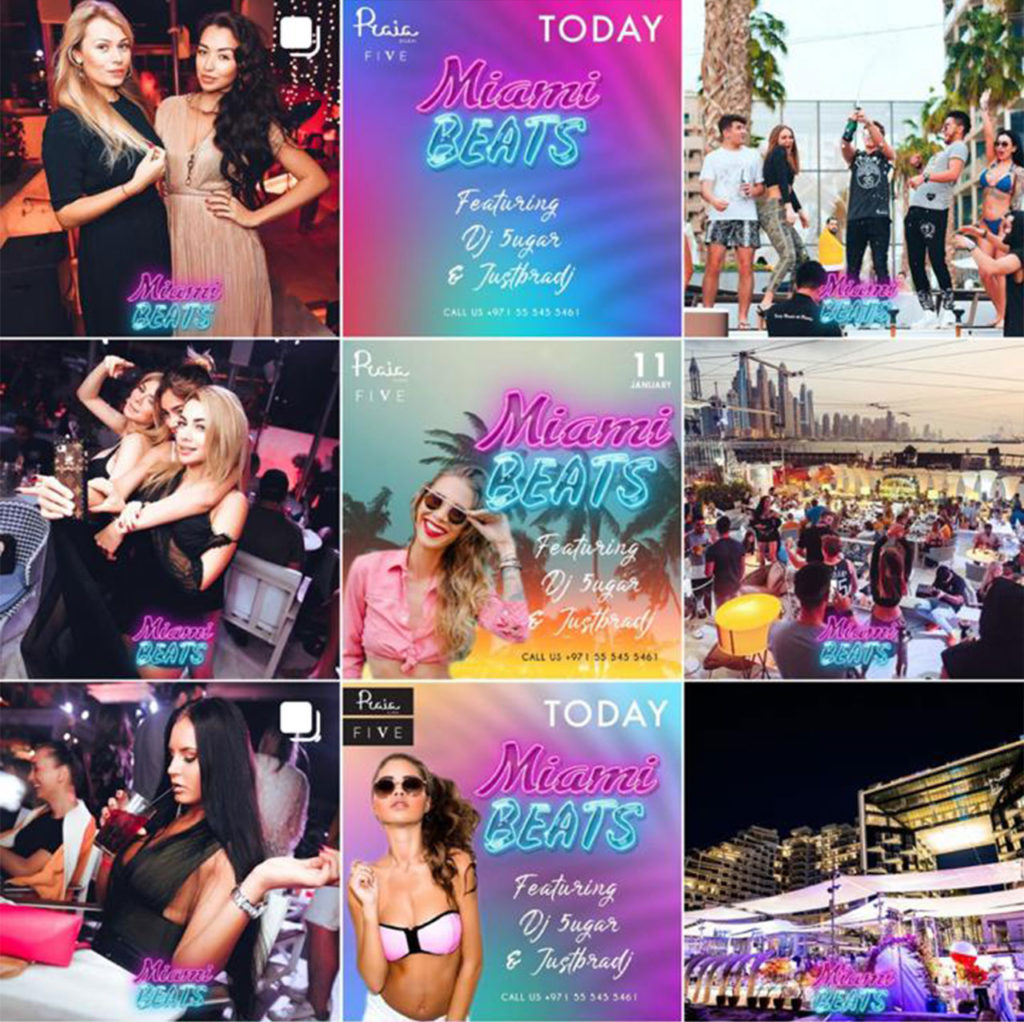 Miami
BEATS
Praia
FIVE
TODAY
Miami
BEATS
Featuring
Dj 5ugar
& Justbradj
CALL US +971 55 545 5461
Miami
BEATS
Miami
BEATS
Praia
FIVE
11
JANUARY
Miami
BEATS
Featuring
Dj 5ugar
& Justbradj
CALL US +971 55 545 5461
Miami
BEATS
Miami
BEATS
Praia
FIVE
TODAY
Miami
BEATS
Featuring
Dj 5ugar
& Justbradj
CALL US +971 55 545 5461
Miami
BEATS